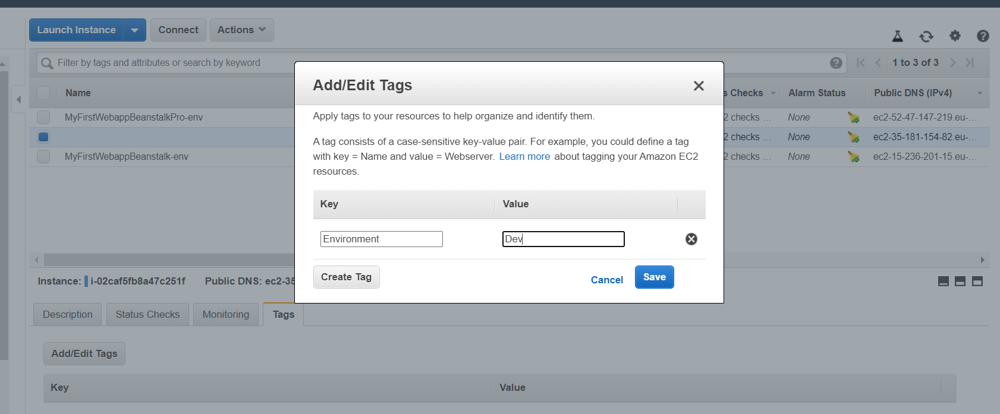 Launch Instance
Connect
Actions
Filter by tags and attributes or search by keyword
1 to 3 of 3
Name
s Checks
Alarm Status
Public DNS (IPv4)
MyFirstWebappBeanstalkPro-env
2 checks ...
None
ec2-52-47-147-219.eu-...
2 checks ...
None
ec2-35-181-154-82.eu-...
MyFirstWebappBeanstalk-env
2 checks ...
None
ec2-15-236-201-15.eu-...
Add/Edit Tags
Apply tags to your resources to help organize and identify them.
A tag consists of a case-sensitive key-value pair. For example, you could define a tag
with key = Name and value = Webserver. Learn more about tagging your Amazon EC2
resources.
Key
Value
Environment
Dev
Create Tag
Cancel
Save
Instance: i-02caf5fb8a47c251f
Public DNS: ec2-35
Description
Status Checks
Monitoring
Tags
Add/Edit Tags
Key
Value